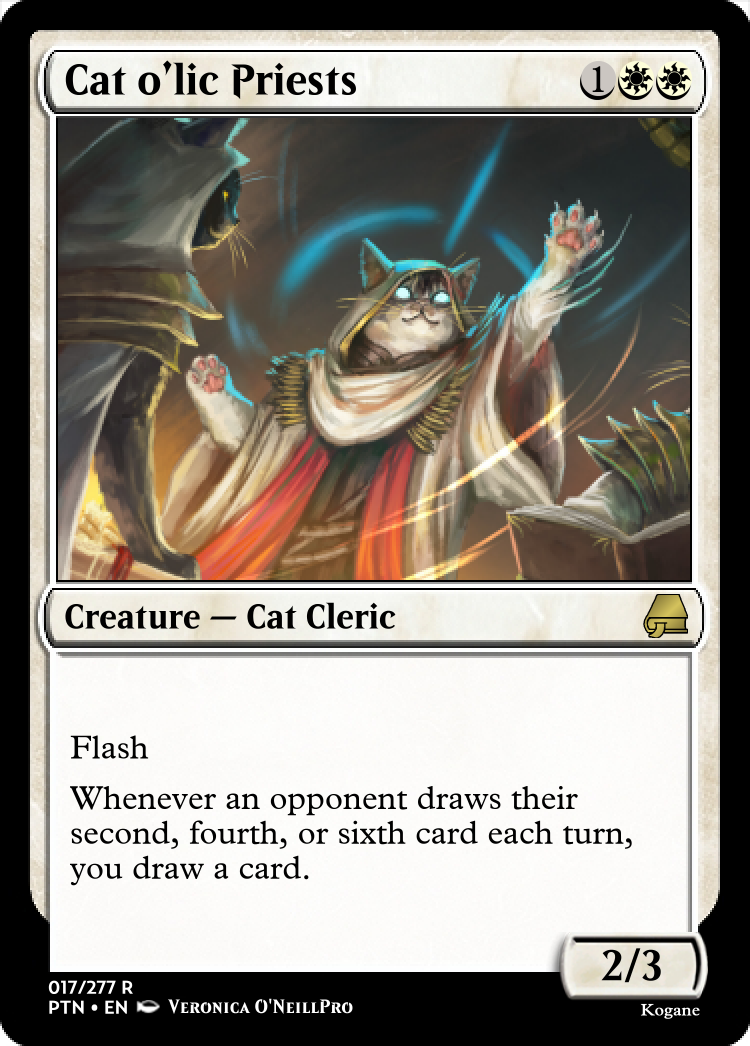 Cat o'lic Priests 1
Creature — Cat Cleric
Flash
Whenever an opponent draws their
second, fourth, or sixth card each turn,
you draw a card.
2/3
017/277 R
PTN • EN VERONICA O'NEILLPRO
Kogane